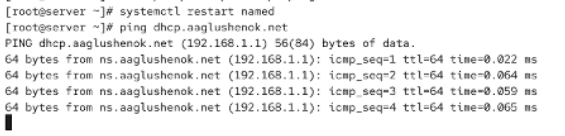 [root@server ~]# systemctl restart named
[root@server ~]# ping dhcp.aaglushenok.net
PING dhcp.aaglushenok.net (192.168.1.1) 56(84) bytes of data.
64 bytes from ns.aaglushenok.net (192.168.1.1): icmp_seq=1 ttl=64 time=0.022 ms
64 bytes from ns.aaglushenok.net (192.168.1.1): icmp_seq=2 ttl=64 time=0.064 ms
64 bytes from ns.aaglushenok.net (192.168.1.1): icmp_seq=3 ttl=64 time=0.059 ms
64 bytes from ns.aaglushenok.net (192.168.1.1): icmp_seq=4 ttl=64 time=0.065 ms